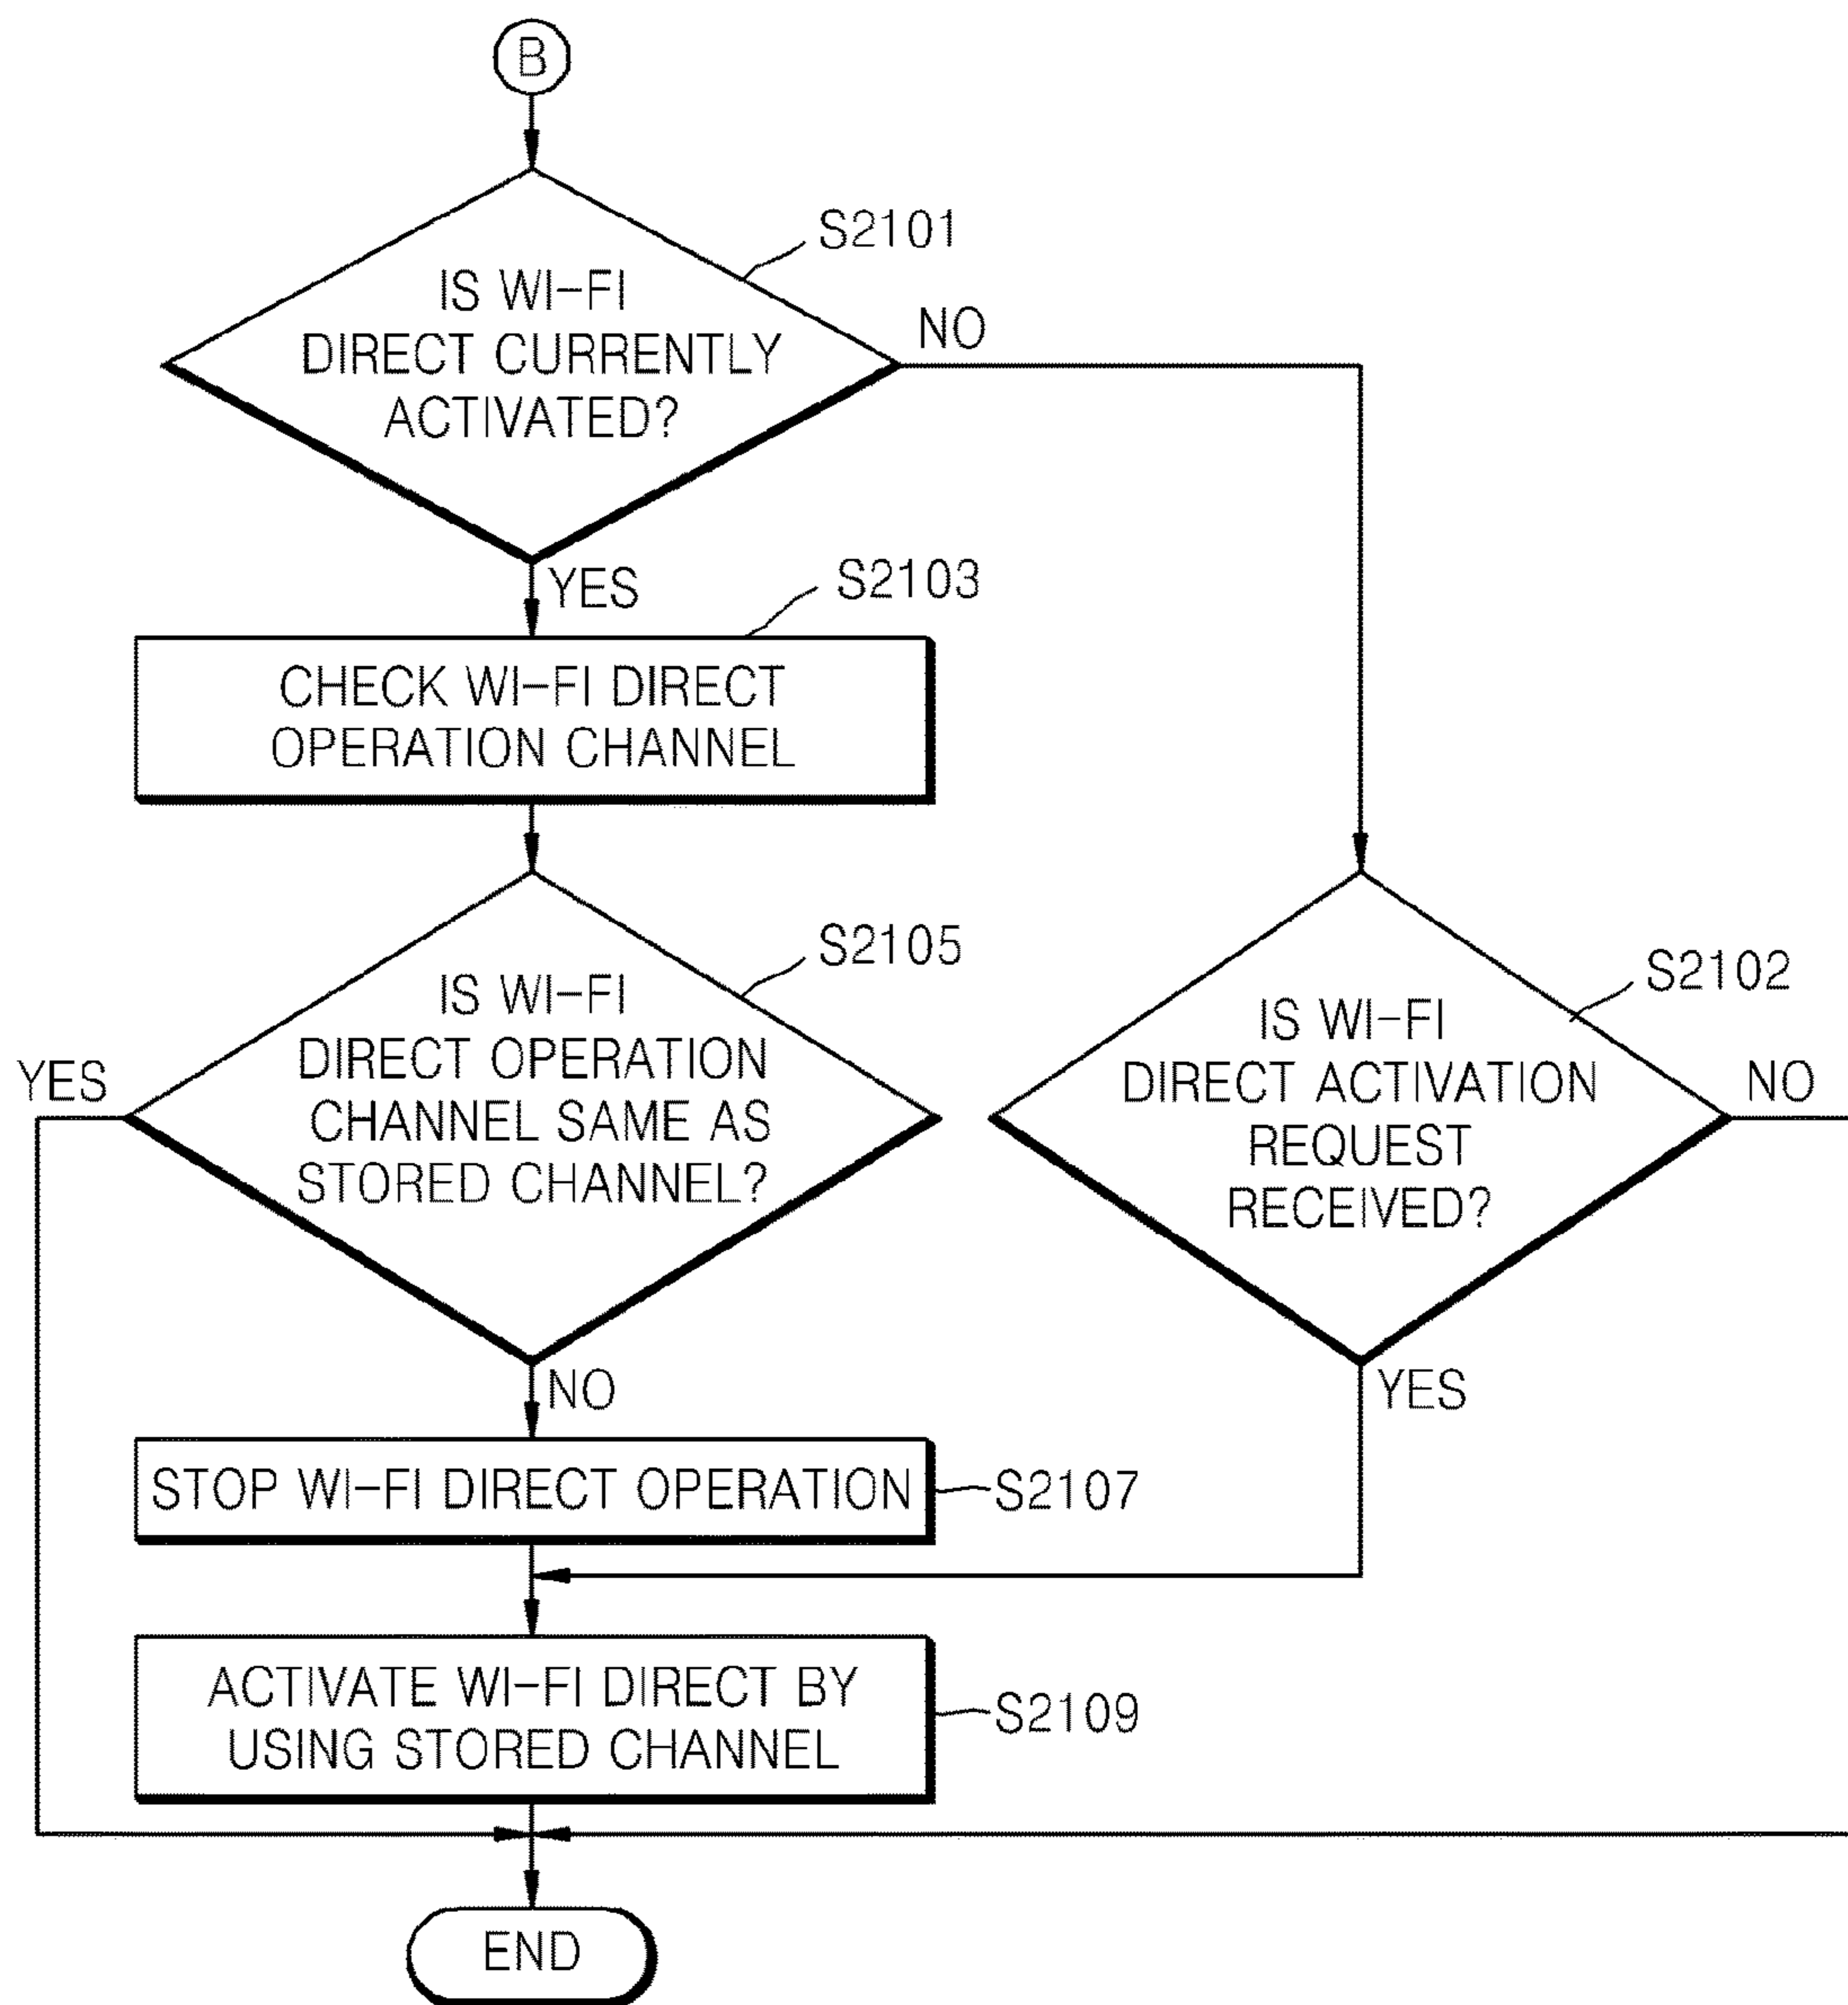 B
S2101
IS WI-FI
DIRECT CURRENTLY
ACTIVATED?
NO
YES
S2103
CHECK WI-FI DIRECT
OPERATION CHANNEL
S2105
IS WI-FI
DIRECT OPERATION
CHANNEL SAME AS
STORED CHANNEL?
YES
NO
S2102
IS WI-FI
DIRECT ACTIVATION
REQUEST
RECEIVED?
NO
YES
STOP WI-FI DIRECT OPERATION
S2107
ACTIVATE WI-FI DIRECT BY
USING STORED CHANNEL
S2109
END